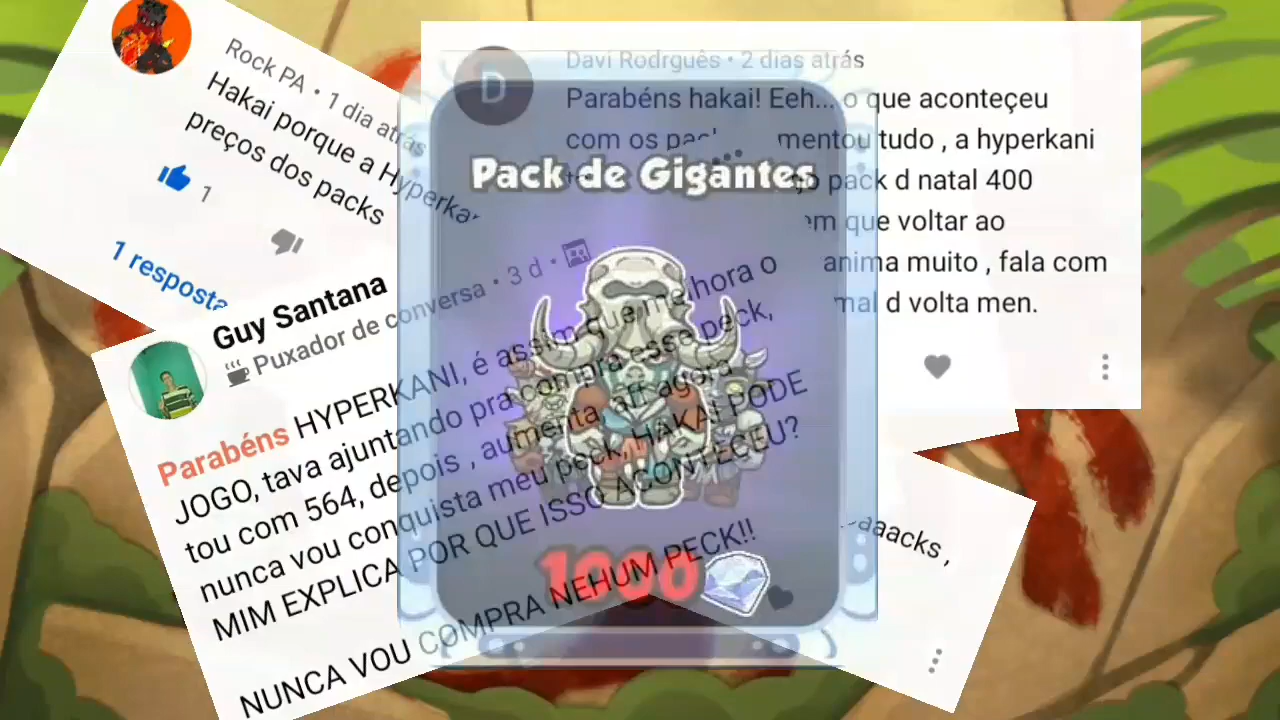 Rock PA • 1 dia atrás
Hakai porque a Hyperka
preços dos packs
1
1 resposta
D
Davi Rodrguês • 2 dias atrás
Parabéns hakai! Eeh... o que aconteçeu
com os mentou tudo , a hyperkani
pack d natal 400
que voltar ao
anima muito , fala com
d volta men.
Pack de Gigantes
1000
Guy Santana
Puxador de conversa • 3 d •
Parabéns HYPERKANI, é assim que melhora o
JOGO, tava ajuntando pra compra esse peck,
tou com 564, depois , aumenta aff agora
nunca vou conquista meu peck, HAKAI PODE
MIM EXPLICA POR QUE ISSO ACONTECEU?
NUNCA VOU COMPRA NEHUM PECK!!
aaacks ,